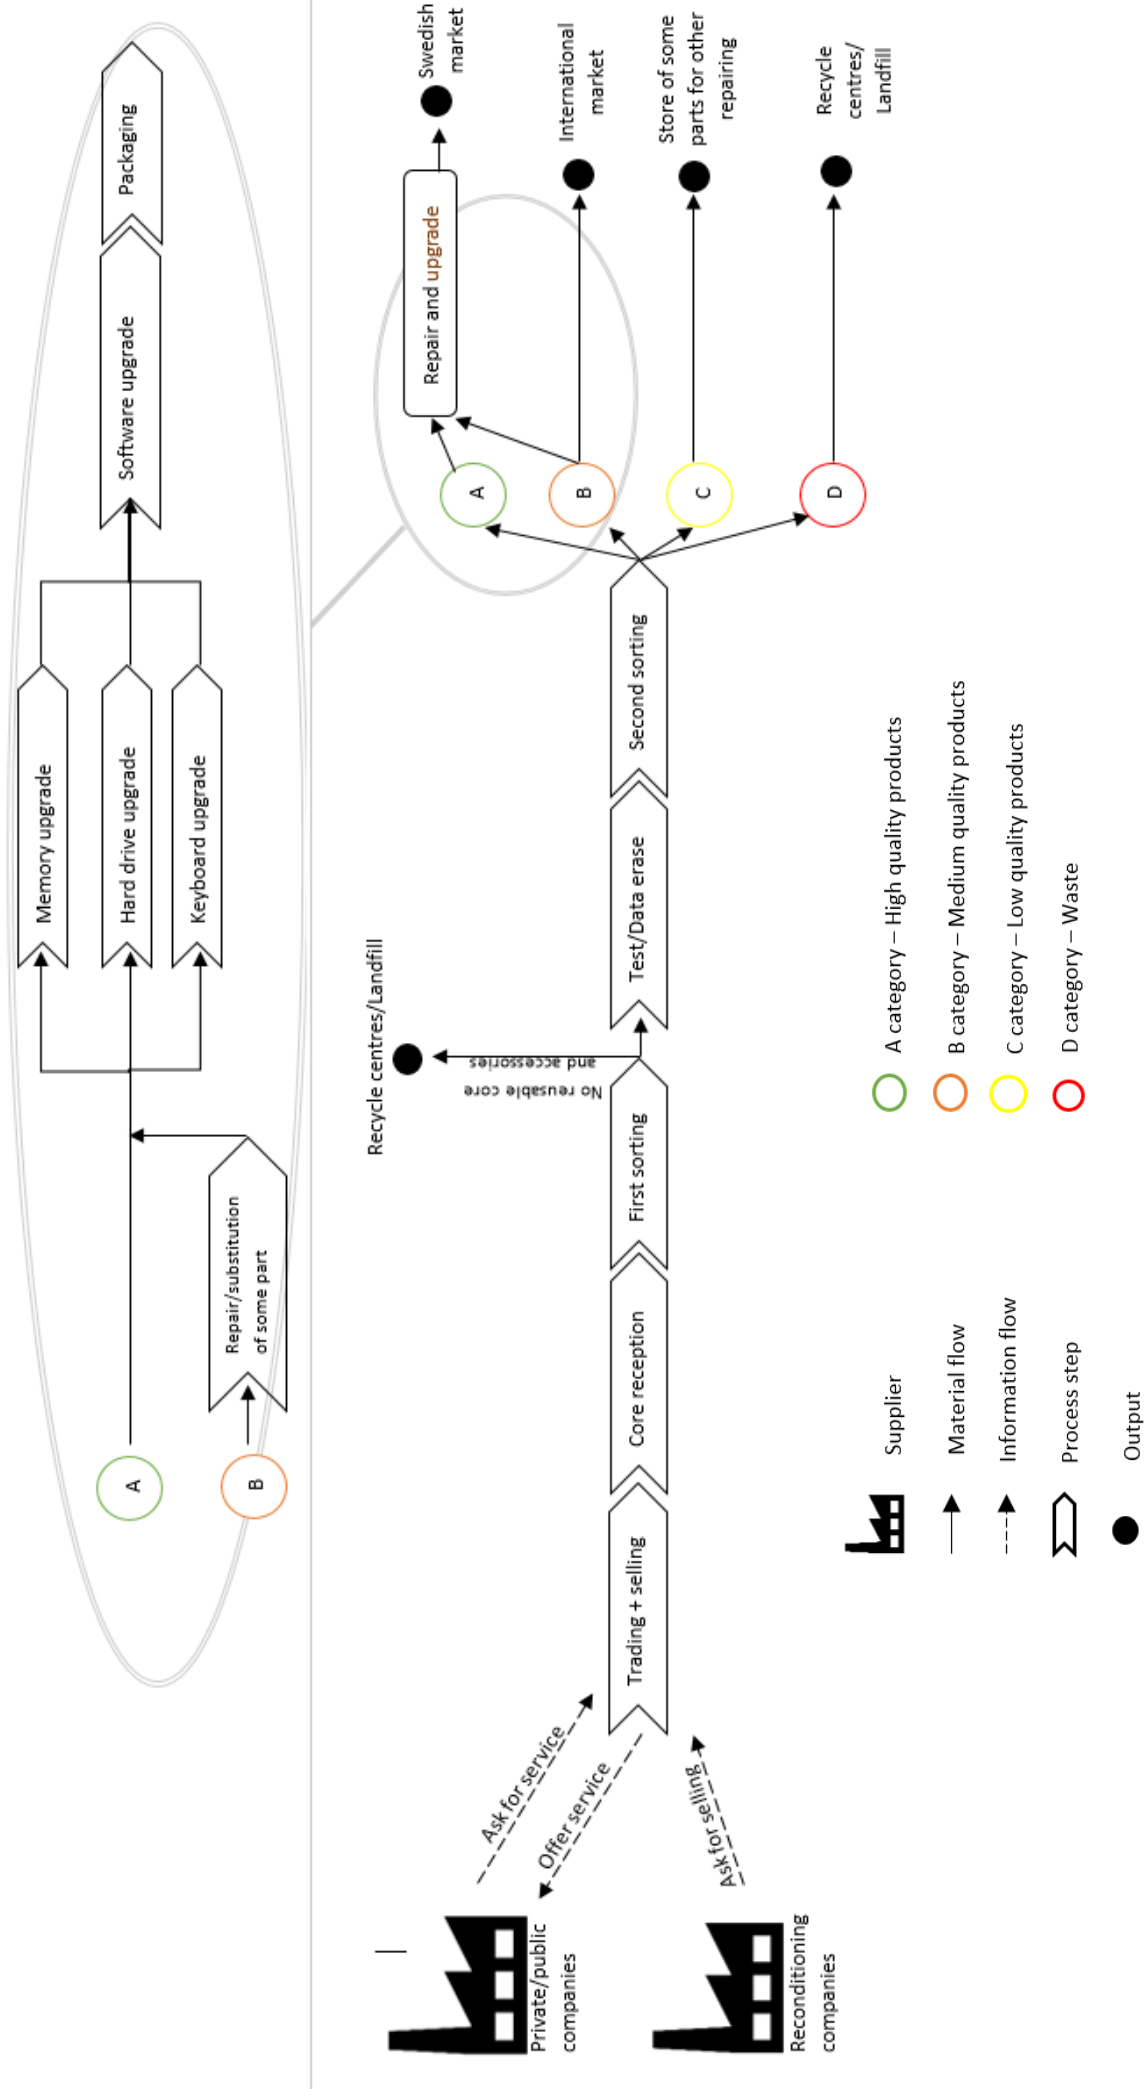 A
B
Repair/substitution
of some part
Memory upgrade
Hard drive upgrade
Keyboard upgrade
Software upgrade
Packaging
Private/public
companies
Reconditioning
companies
Ask for service
Offer service
Ask for selling
Trading + selling
Core reception
First sorting
No reusable core
and accessories
Recycle centres/Landfill
Test/Data erase
Second sorting
A
B
C
D
Repair and upgrade
Swedish
market
International
market
Store of some
parts for other
repairing
Recycle
centres/
Landfill
Supplier
Material flow
Information flow
Process step
Output
A category – High quality products
B category – Medium quality products
C category – Low quality products
D category – Waste